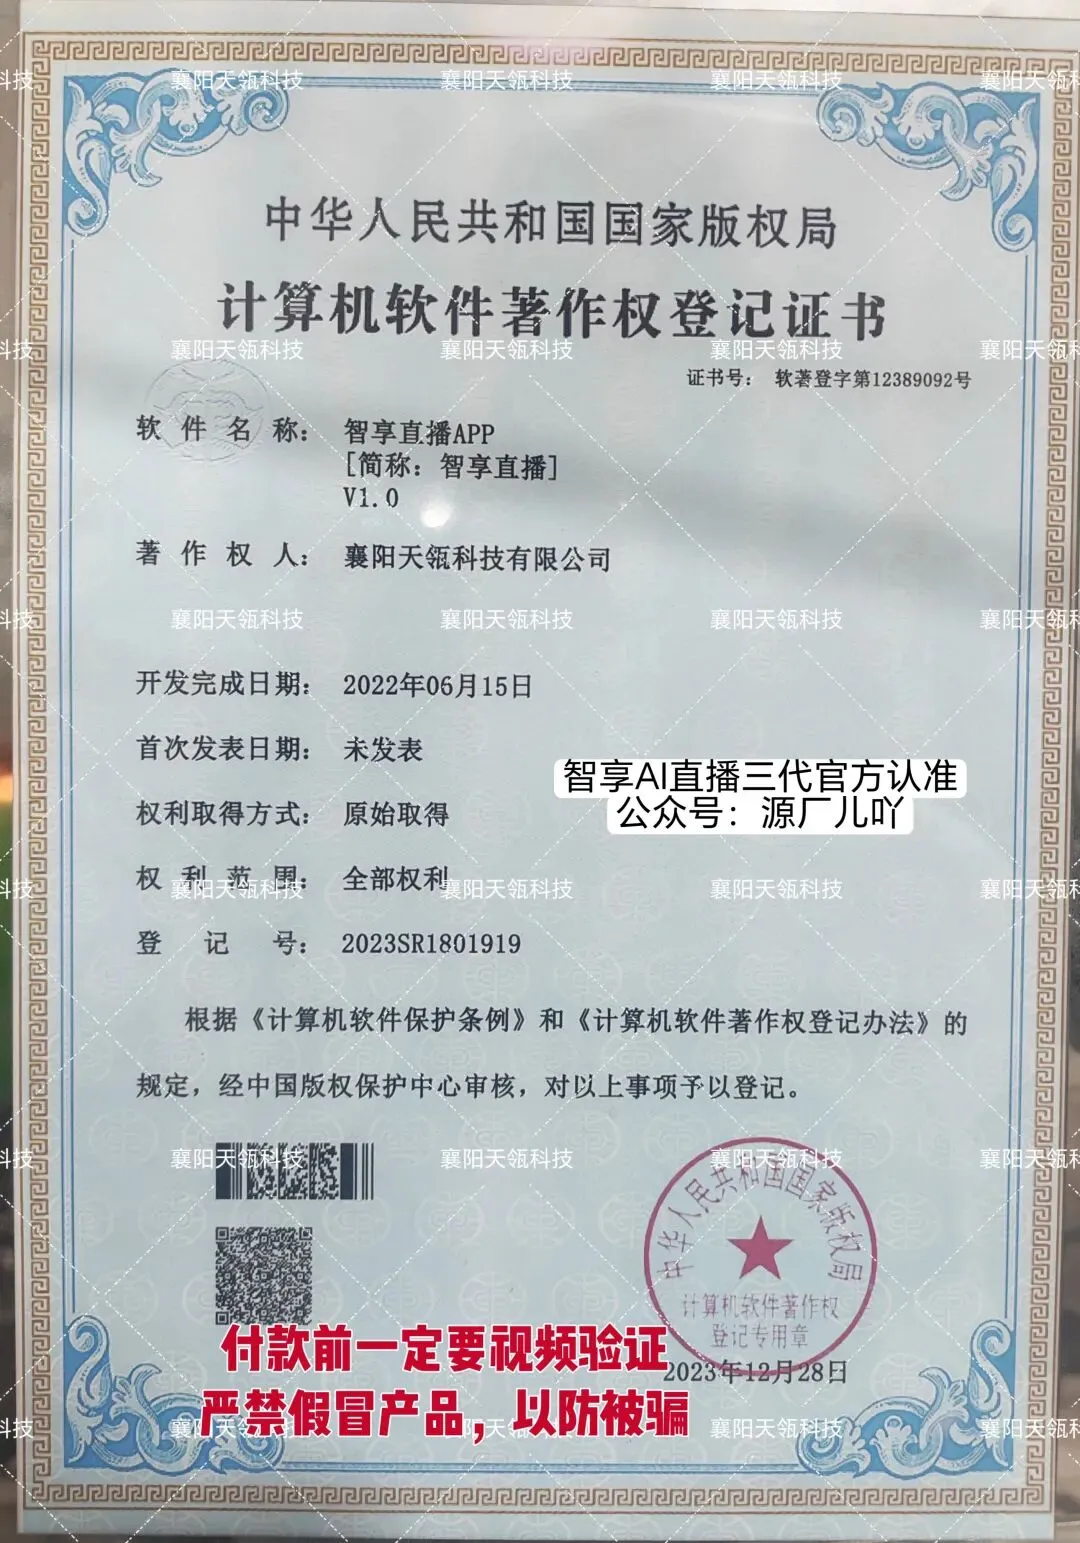 中华人民共和国国家版权局
计算机软件著作权登记证书
证书号： 软著登字第12389092号
软件名称： 智享直播APP
[简称：智享直播]
V1.0
著作权人： 襄阳天瓴科技有限公司
开发完成日期： 2022年06月15日
首次发表日期： 未发表
智享AI直播三代官方认准
公众号：源厂儿吖
权利取得方式： 原始取得
权利范围： 全部权利
登记号： 2023SR1801919
根据《计算机软件保护条例》和《计算机软件著作权登记办法》的
规定，经中国版权保护中心审核，对以上事项予以登记。
中华人民共和国国家版权局
计算机软件著作权
登记专用章
2023年12月28日
付款前一定要视频验证
严禁假冒产品，以防被骗
襄阳天瓴科技